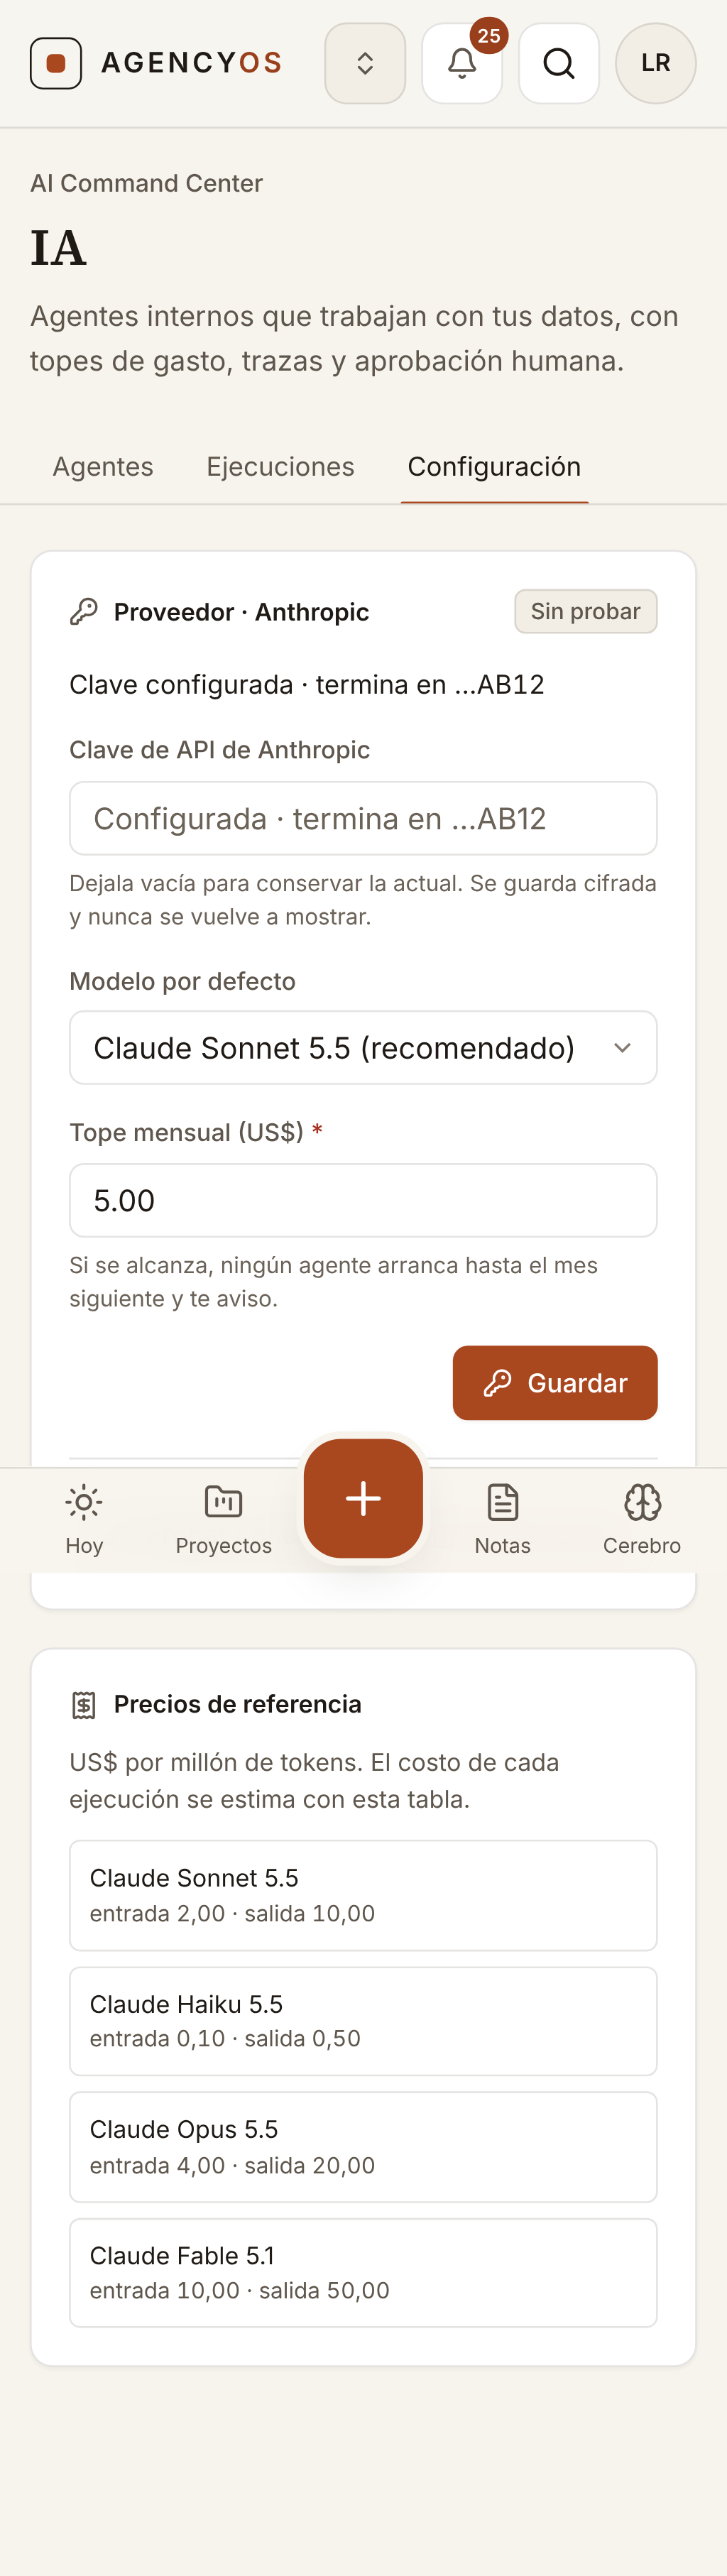 AGENCYOS
25
LR
AI Command Center
IA
Agentes internos que trabajan con tus datos, con
topes de gasto, trazas y aprobación humana.
Agentes
Ejecuciones
Configuración
Proveedor · Anthropic
Sin probar
Clave configurada · termina en …AB12
Clave de API de Anthropic
Configurada · termina en …AB12
Dejala vacía para conservar la actual. Se guarda cifrada
y nunca se vuelve a mostrar.
Modelo por defecto
Claude Sonnet 5.5 (recomendado)
Tope mensual (US$) *
5.00
Si se alcanza, ningún agente arranca hasta el mes
siguiente y te aviso.
Guardar
Hoy
Proyectos
Notas
Cerebro
Precios de referencia
US$ por millón de tokens. El costo de cada
ejecución se estima con esta tabla.
Claude Sonnet 5.5
entrada 2,00 · salida 10,00
Claude Haiku 5.5
entrada 0,10 · salida 0,50
Claude Opus 5.5
entrada 4,00 · salida 20,00
Claude Fable 5.1
entrada 10,00 · salida 50,00